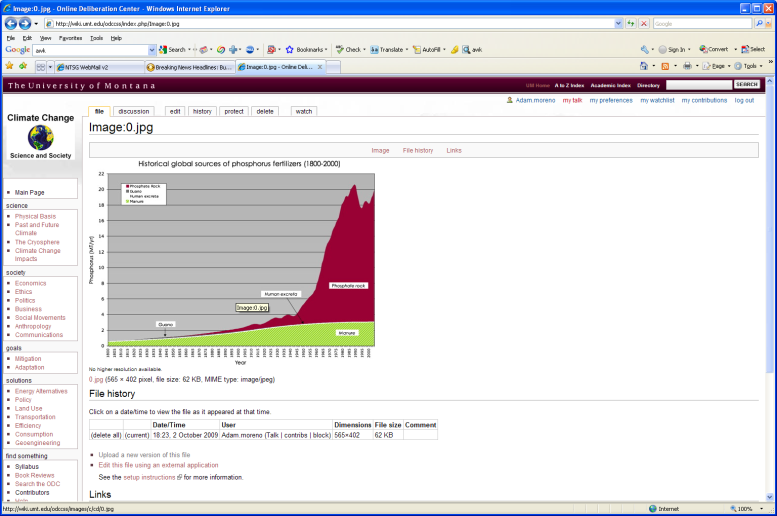 Image:0.jpg - Online Deliberation Center - Windows Internet Explorer
http://wiki.umt.edu/odccss/index.php/Image:0.jpg
Google
File Edit View Favorites Tools Help
Google awk Search Bookmarks Check Translate AutoFill awk Sign In Convert Select
NTSG WebMail v2 Breaking News Headlines: Bu... Image:0.jpg - Online Deli... Page Tools
The University of Montana UM Home A to Z Index Academic Index Directory SEARCH
Adam.moreno my talk my preferences my watchlist my contributions log out
file discussion edit history protect delete watch
Climate Change
Science and Society
Main Page
science
Physical Basis
Past and Future
Climate
The Cryosphere
Climate Change
Impacts
society
Economics
Ethics
Politics
Business
Social Movements
Anthropology
Communications
goals
Mitigation
Adaptation
solutions
Energy Alternatives
Policy
Land Use
Transportation
Efficiency
Consumption
Geoengineering
find something
Syllabus
Book Reviews
Search the ODC
Contributors
Image:0.jpg
Image File history Links
Historical global sources of phosphorus fertilizers (1800-2000)
Phosphate Rock
Guano
Human excreta
Manure
22
20
18
16
14
12
10
8
6
4
2
0
Phosphorus (MT/yr)
Phosphate rock
Human excreta
Image:0.jpg
Guano
Manure
Year
No higher resolution available.
0.jpg (565 × 402 pixel, file size: 62 KB, MIME type: image/jpeg)
File history
Click on a date/time to view the file as it appeared at that time.
Date/Time User Dimensions File size Comment
(delete all) (current) 18:23, 2 October 2009 Adam.moreno (Talk | contribs | block) 565×402 62 KB
Upload a new version of this file
Edit this file using an external application
See the setup instructions for more information.
Links
http://wiki.umt.edu/odccss/images/c/cd/0.jpg Internet 100%